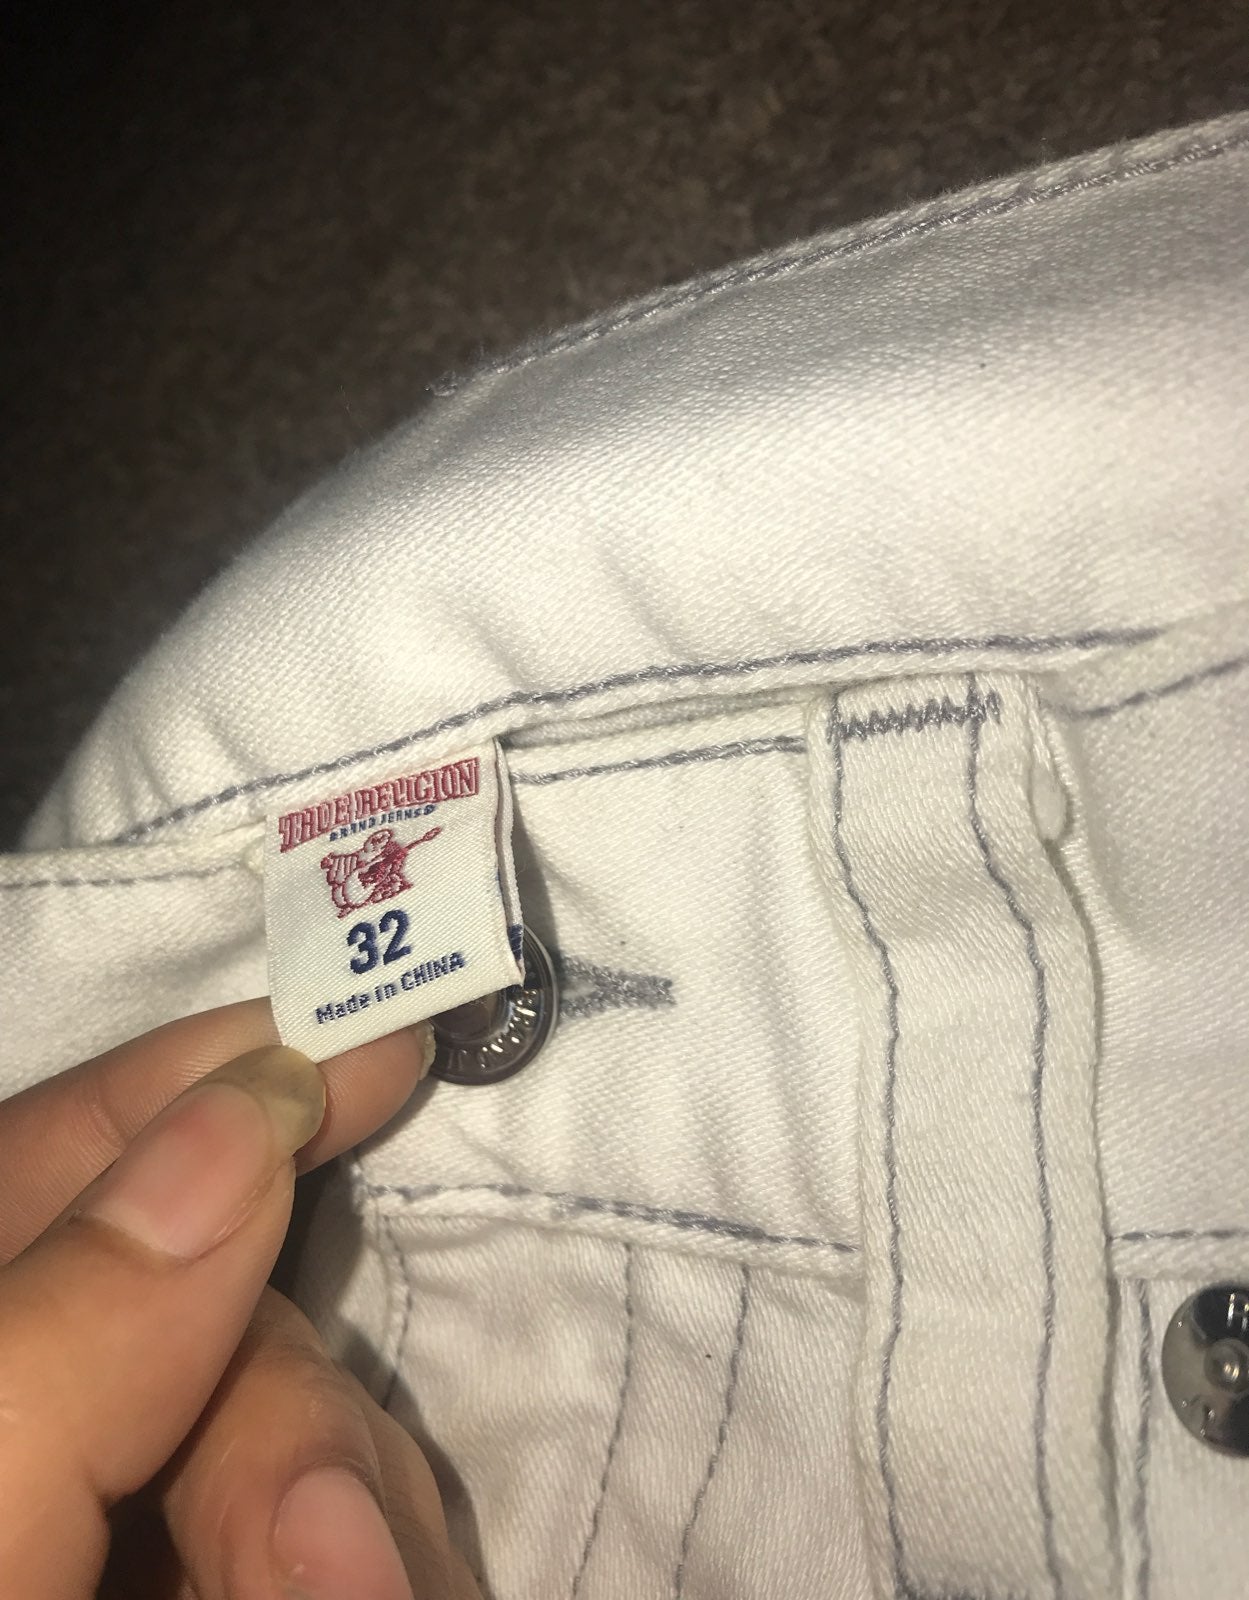 TRUE RELIGION
BRAND JEANS
32
Made in CHINA